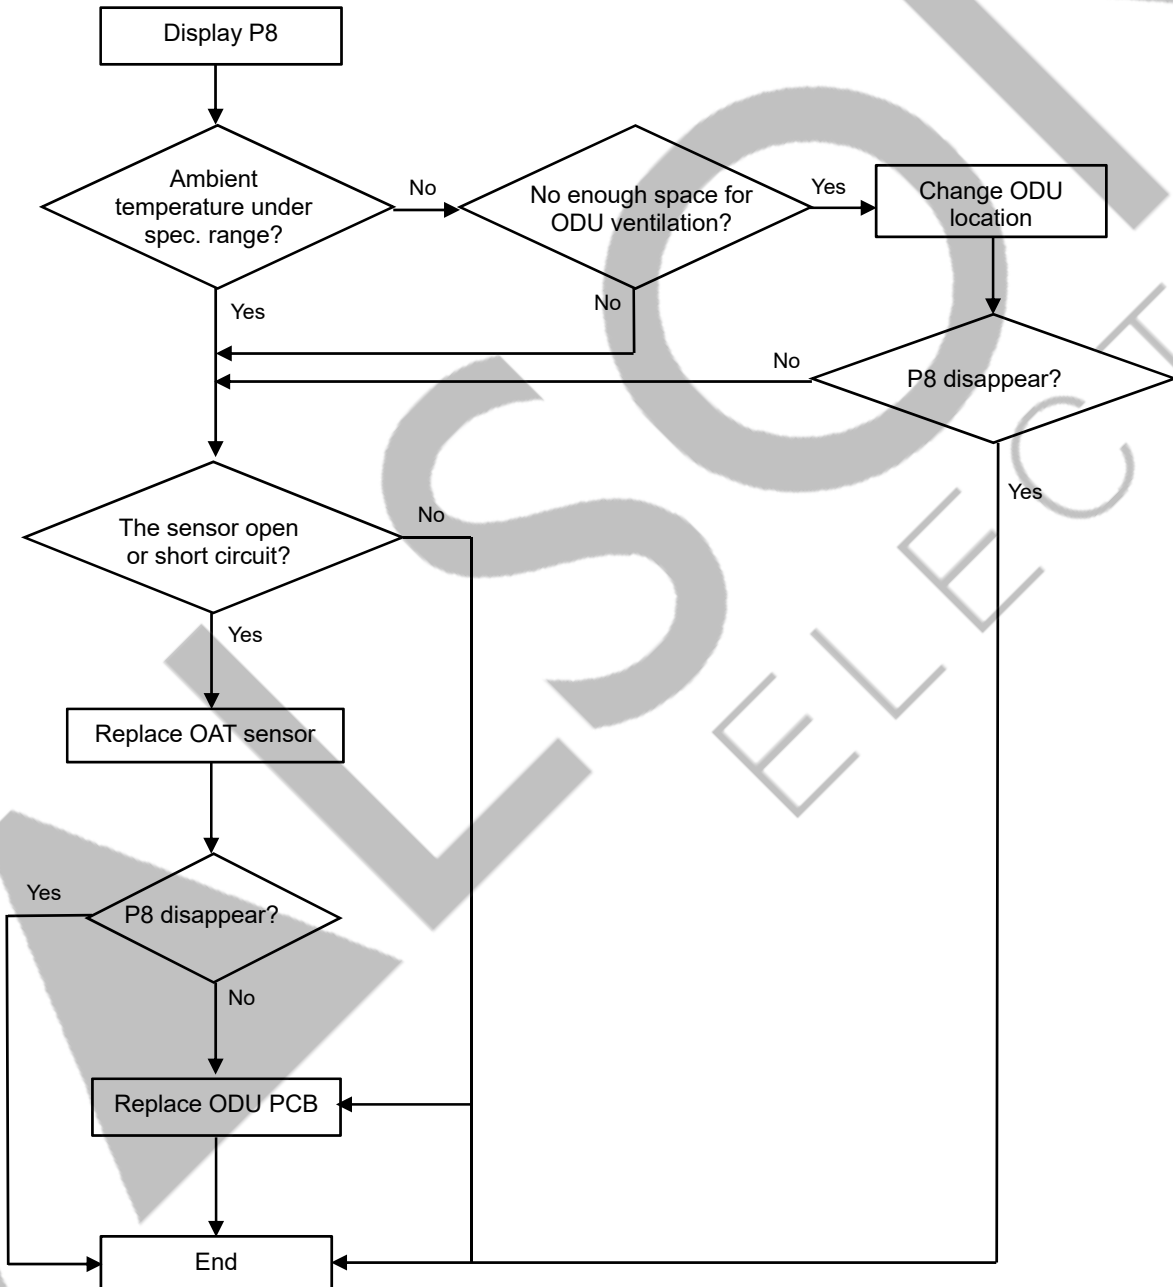 Display P8
Ambient
temperature under
spec. range?
No
No enough space for
ODU ventilation?
Yes
Change ODU
location
Yes
No
No
P8 disappear?
Yes
The sensor open
or short circuit?
No
Yes
Replace OAT sensor
Yes
P8 disappear?
No
Replace ODU PCB
End
ALSO
ELECT